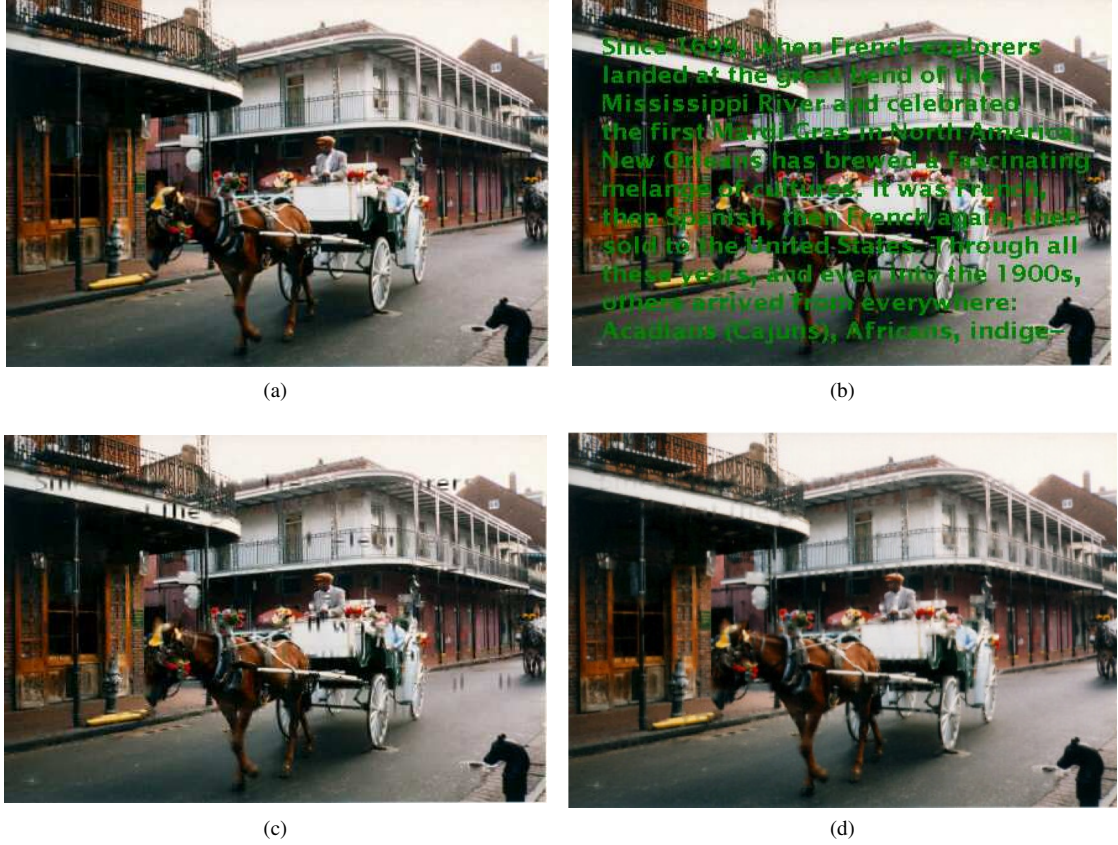 Since 1699, when French explorers
landed at the great bend of the
Mississippi River and celebrated
the first Mardi Gras in North America,
New Orleans has brewed a fascinating
melange of cultures. It was French,
then Spanish, then French again, then
sold to the United States. Through all
these years, and even into the 1900s,
others arrived from everywhere:
Acadians (Cajuns), Africans, indige-
(a)
(b)
(c)
(d)